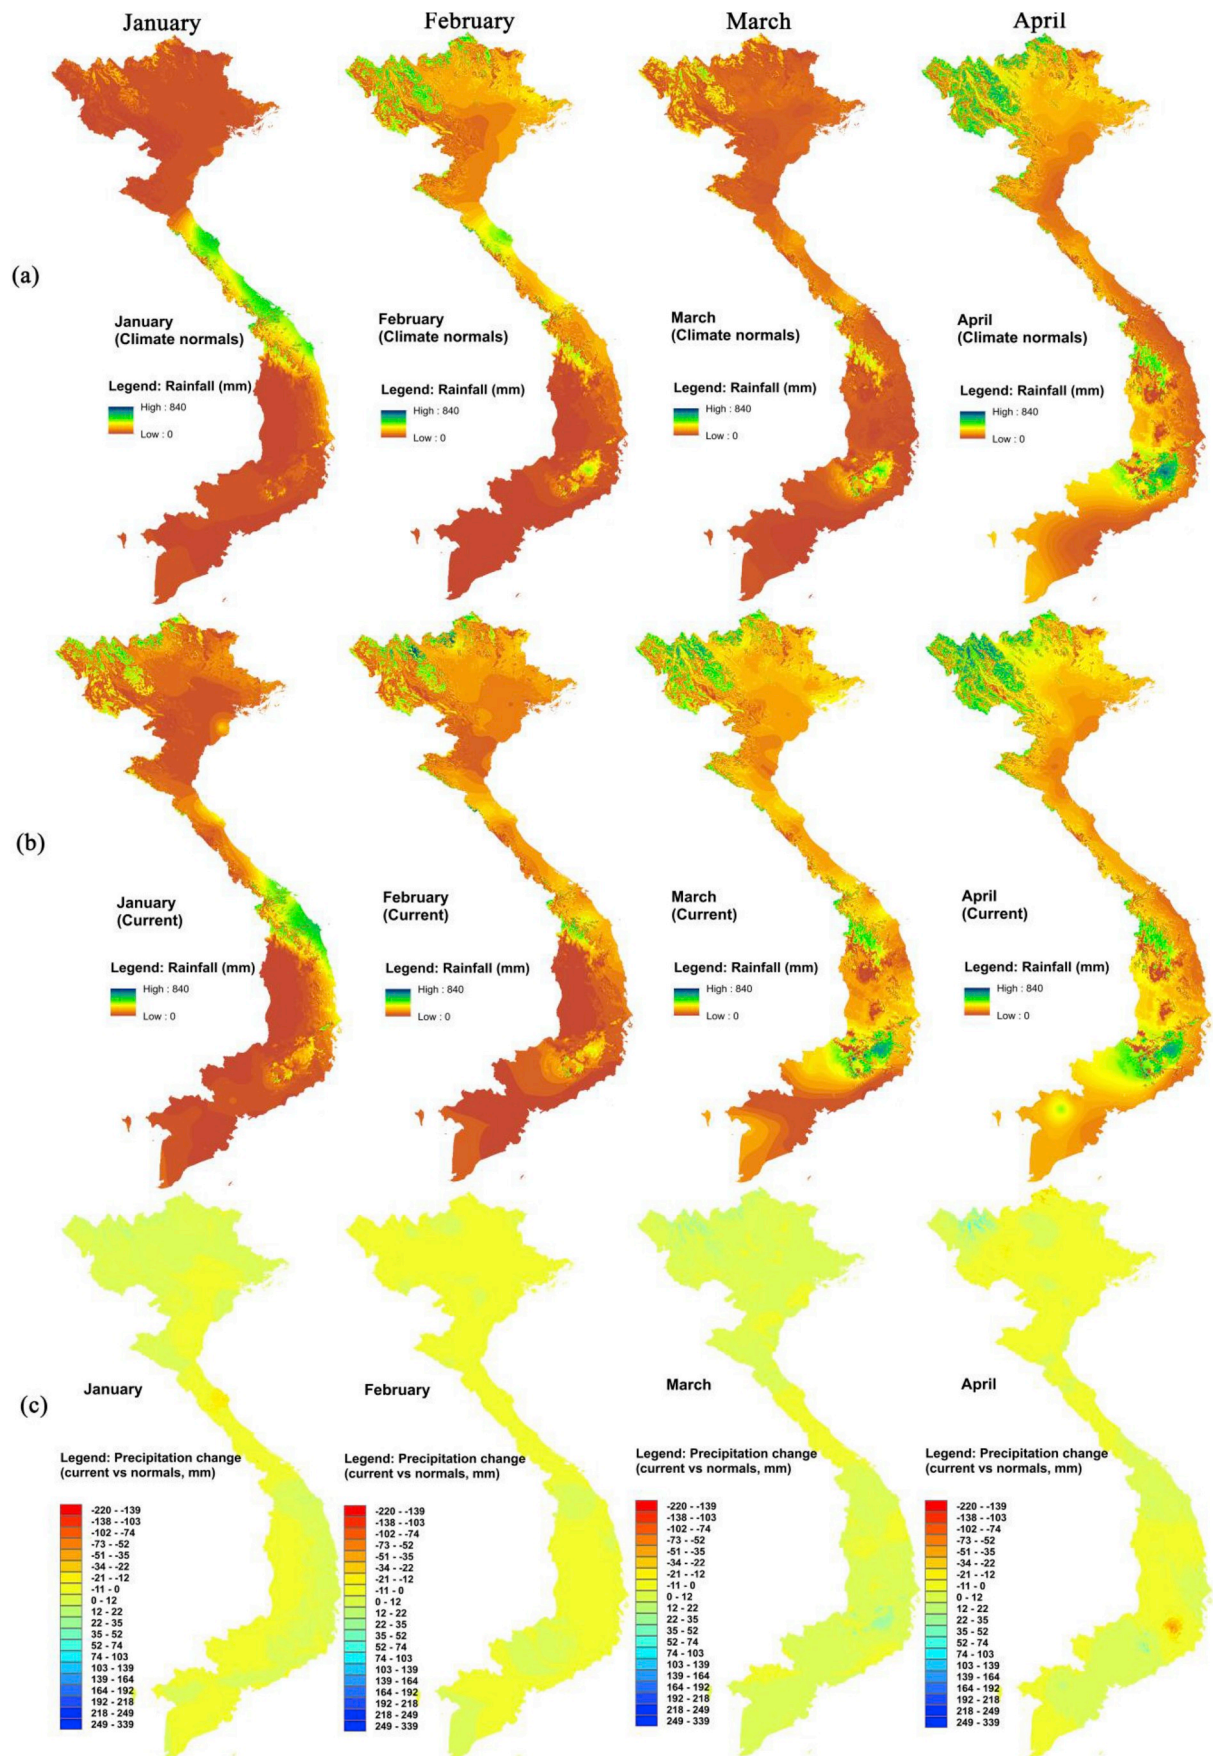 January
February
March
April
(a)
January
(Climate normals)
Legend: Rainfall (mm)
High : 840
Low : 0
February
(Climate normals)
Legend: Rainfall (mm)
High : 840
Low : 0
March
(Climate normals)
Legend: Rainfall (mm)
High : 840
Low : 0
April
(Climate normals)
Legend: Rainfall (mm)
High : 840
Low : 0
(b)
January
(Current)
Legend: Rainfall (mm)
High : 840
Low : 0
February
(Current)
Legend: Rainfall (mm)
High : 840
Low : 0
March
(Current)
Legend: Rainfall (mm)
High : 840
Low : 0
April
(Current)
Legend: Rainfall (mm)
High : 840
Low : 0
(c)
January
Legend: Precipitation change
(current vs normals, mm)
-220 - -139
-138 - -103
-102 - -74
-73 - -52
-51 - -35
-34 - -22
-21 - -12
-11 - 0
0 - 12
12 - 22
22 - 35
35 - 52
52 - 74
74 - 103
103 - 139
139 - 164
164 - 192
192 - 218
218 - 249
249 - 339
February
Legend: Precipitation change
(current vs normals, mm)
-220 - -139
-138 - -103
-102 - -74
-73 - -52
-51 - -35
-34 - -22
-21 - -12
-11 - 0
0 - 12
12 - 22
22 - 35
35 - 52
52 - 74
74 - 103
103 - 139
139 - 164
164 - 192
192 - 218
218 - 249
249 - 339
March
Legend: Precipitation change
(current vs normals, mm)
-220 - -139
-138 - -103
-102 - -74
-73 - -52
-51 - -35
-34 - -22
-21 - -12
-11 - 0
0 - 12
12 - 22
22 - 35
35 - 52
52 - 74
74 - 103
103 - 139
139 - 164
164 - 192
192 - 218
218 - 249
249 - 339
April
Legend: Precipitation change
(current vs normals, mm)
-220 - -139
-138 - -103
-102 - -74
-73 - -52
-51 - -35
-34 - -22
-21 - -12
-11 - 0
0 - 12
12 - 22
22 - 35
35 - 52
52 - 74
74 - 103
103 - 139
139 - 164
164 - 192
192 - 218
218 - 249
249 - 339